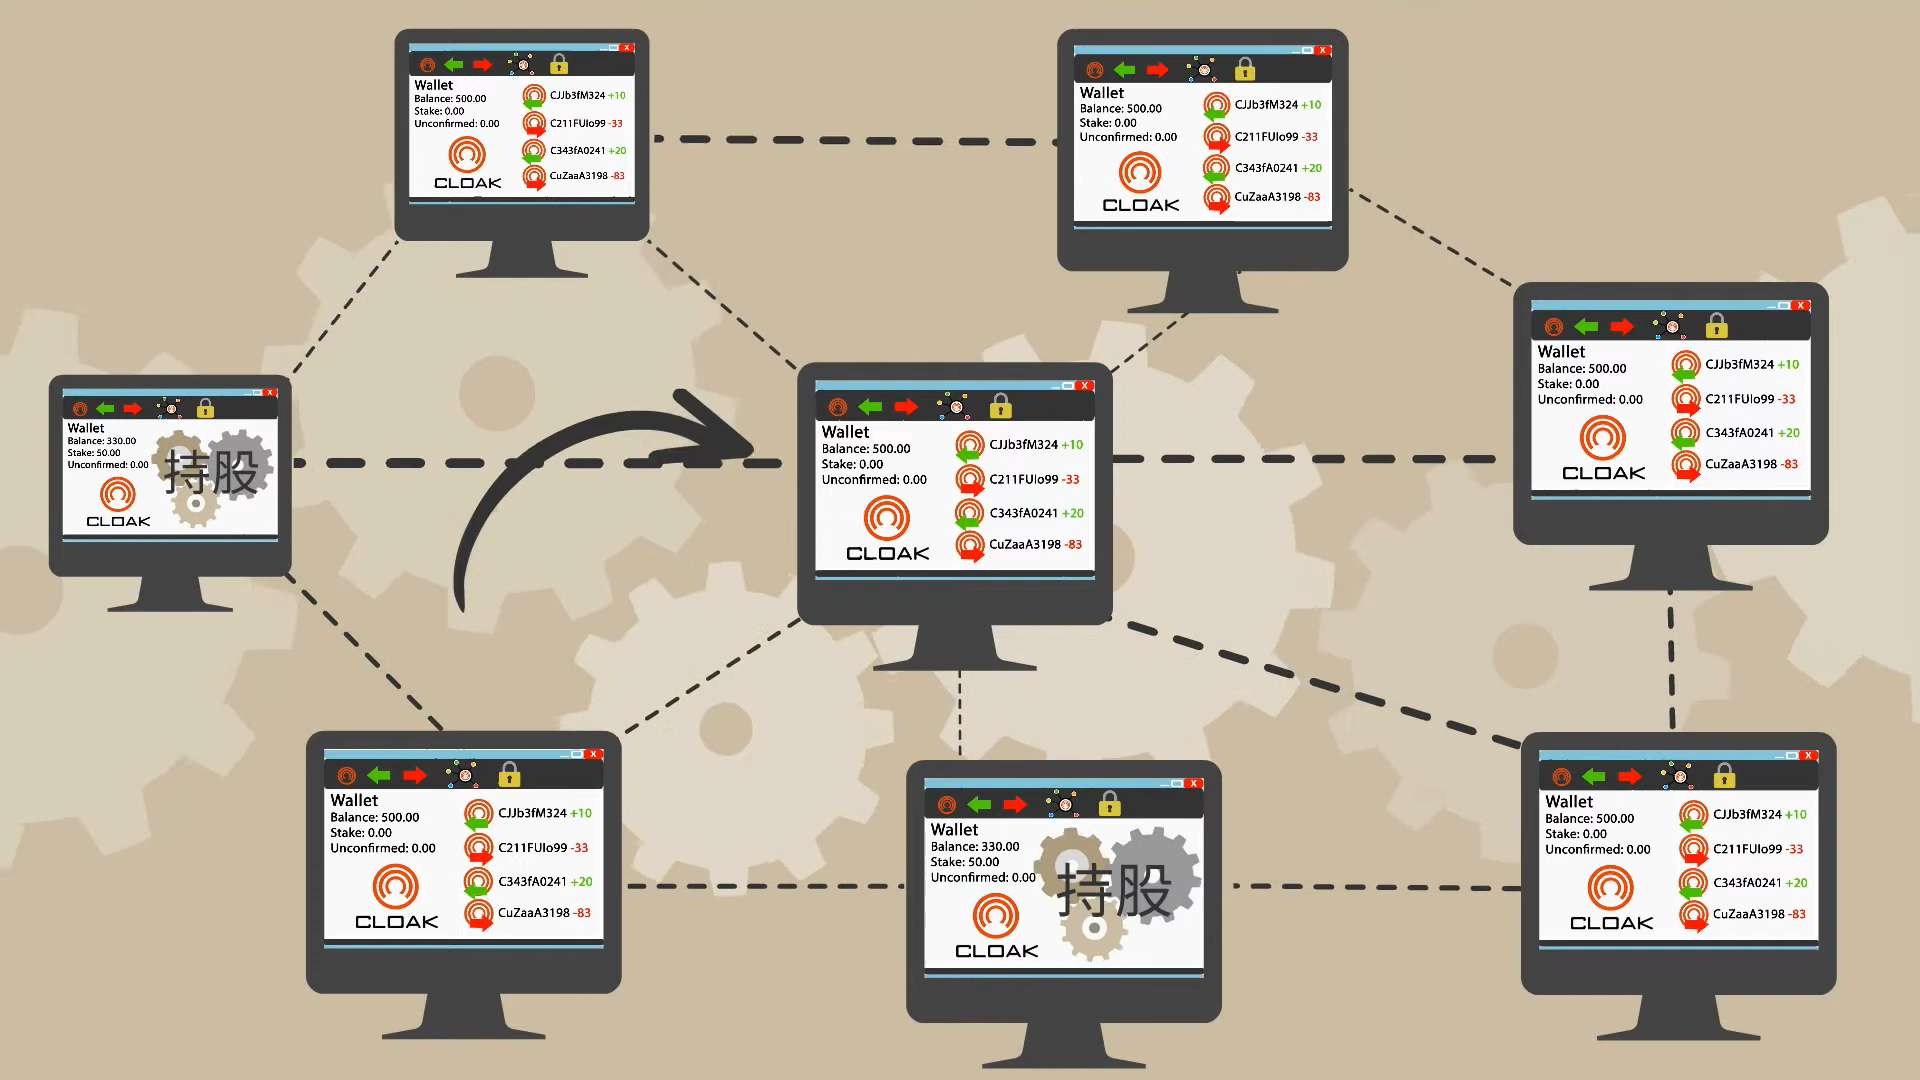 Wallet
Balance: 500.00
Stake: 0.00
Unconfirmed: 0.00
CLOAK
CJJb3fM324 +10
C211FUIo99 -33
C343fA0241 +20
CuZaaA3198 -83
Wallet
Balance: 500.00
Stake: 0.00
Unconfirmed: 0.00
CLOAK
CJJb3fM324 +10
C211FUIo99 -33
C343fA0241 +20
CuZaaA3198 -83
Wallet
Balance: 500.00
Stake: 0.00
Unconfirmed: 0.00
CLOAK
CJJb3fM324 +10
C211FUIo99 -33
C343fA0241 +20
CuZaaA3198 -83
Wallet
Balance: 330.00
Stake: 50.00
Unconfirmed: 0.00
CLOAK
持股
Wallet
Balance: 500.00
Stake: 0.00
Unconfirmed: 0.00
CLOAK
CJJb3fM324 +10
C211FUIo99 -33
C343fA0241 +20
CuZaaA3198 -83
Wallet
Balance: 500.00
Stake: 0.00
Unconfirmed: 0.00
CLOAK
CJJb3fM324 +10
C211FUIo99 -33
C343fA0241 +20
CuZaaA3198 -83
Wallet
Balance: 330.00
Stake: 50.00
Unconfirmed: 0.00
CLOAK
持股
Wallet
Balance: 500.00
Stake: 0.00
Unconfirmed: 0.00
CLOAK
CJJb3fM324 +10
C211FUIo99 -33
C343fA0241 +20
CuZaaA3198 -83